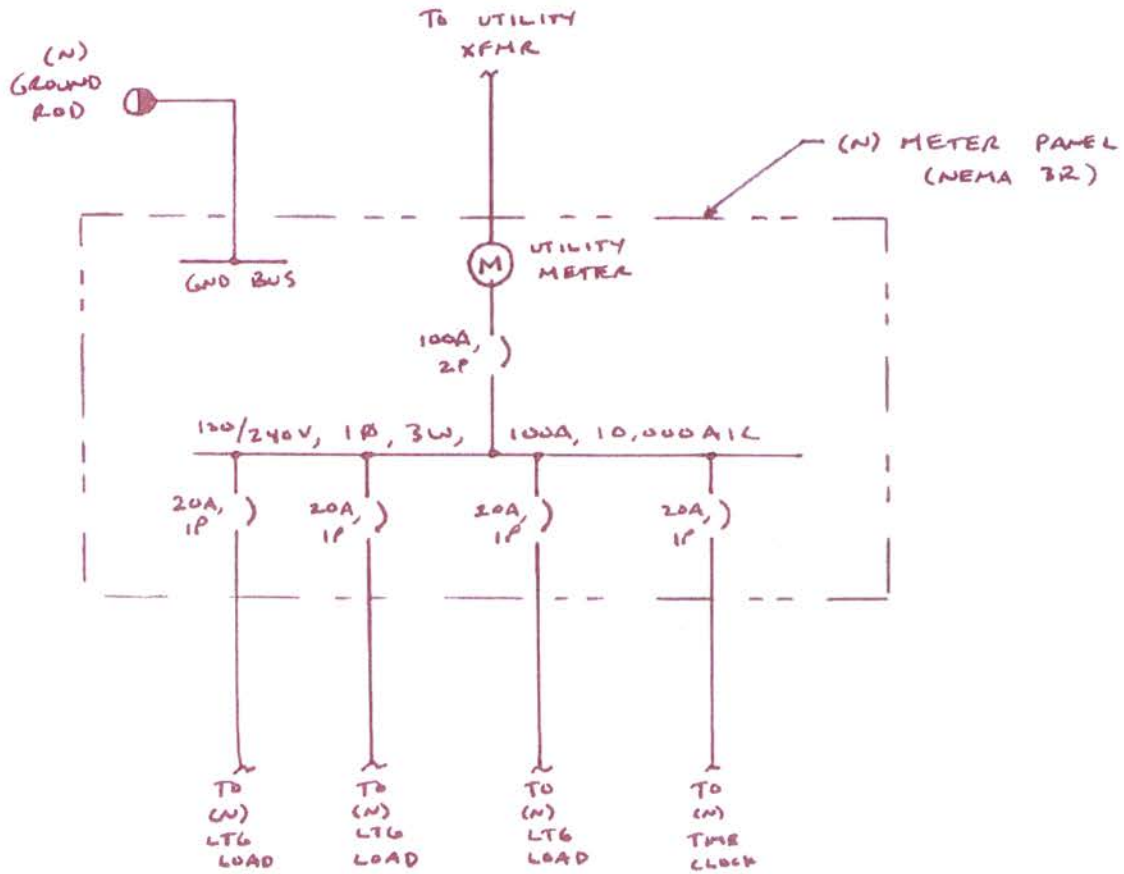 TO UTILITY
XFMR
(N)
GROUND
ROD
(N) METER PANEL
(NEMA 3R)
UTILITY
METER
M
GND BUS
100A,
2P
120/240V, 1Ø, 3W, 100A, 10,000AIC
20A,
1P
20A,
1P
20A,
1P
20A,
1P
TO
(N)
LTG
LOAD
TO
(N)
LTG
LOAD
TO
(N)
LTG
LOAD
TO
(N)
TIME
CLOCK